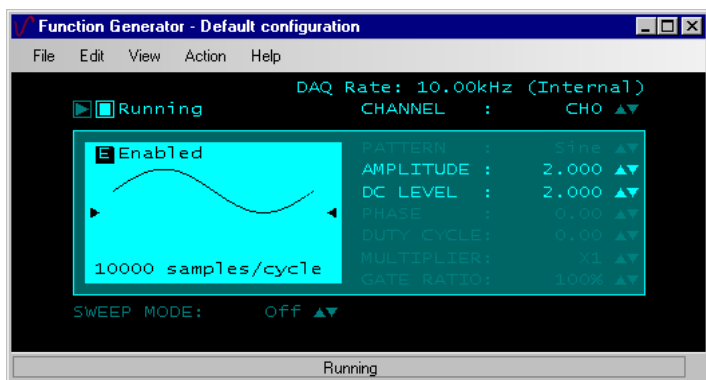 Function Generator - Default configuration
File Edit View Action Help
DAQ Rate: 10.00kHz (Internal)
Running
CHANNEL : CH0
E Enabled
PATTERN : Sine
AMPLITUDE : 2.000
DC LEVEL : 2.000
PHASE : 0.00
DUTY CYCLE: 0.00
MULTIPLIER: X1
GATE RATIO: 100%
10000 samples/cycle
SWEEP MODE: Off
Running